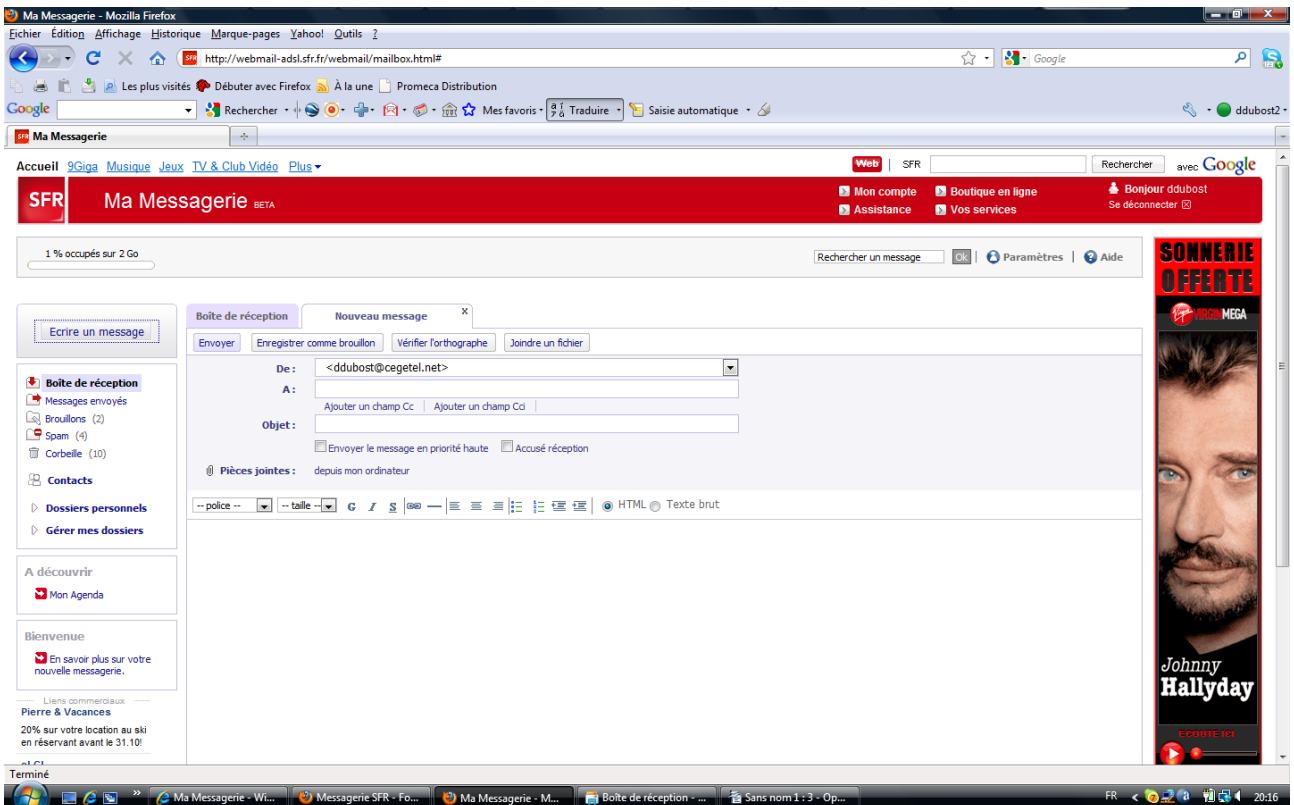 Ma Messagerie - Mozilla Firefox
Fichier Édition Affichage Historique Marque-pages Yahoo! Outils ?
SFR http://webmail-adsl.sfr.fr/webmail/mailbox.html# Google
Les plus visités Débuter avec Firefox À la une Promeca Distribution
Google Rechercher Mes favoris Traduire Saisie automatique ddubost2
SFR Ma Messagerie
Accueil 9Giga Musique Jeux TV & Club Vidéo Plus Web | SFR Rechercher avec Google
SFR Ma Messagerie BETA
Mon compte Boutique en ligne Bonjour ddubost
Assistance Vos services Se déconnecter
1 % occupés sur 2 Go
Rechercher un message Ok | Paramètres | Aide
SONNERIE
OFFERTE
VIRGIN MEGA
Ecrire un message
Boîte de réception Nouveau message x
Envoyer Enregistrer comme brouillon Vérifier l'orthographe Joindre un fichier
De : <ddubost@cegetel.net>
A :
Ajouter un champ Cc Ajouter un champ Cci
Objet :
Envoyer le message en priorité haute Accusé réception
Pièces jointes : depuis mon ordinateur
-- police -- -- taille -- G I S HTML Texte brut
Boîte de réception
Messages envoyés
Brouillons (2)
Spam (4)
Corbeille (10)
Contacts
Dossiers personnels
Gérer mes dossiers
A découvrir
Mon Agenda
Bienvenue
En savoir plus sur votre
nouvelle messagerie.
Liens commerciaux
Pierre & Vacances
20% sur votre location au ski
en réservant avant le 31.10!
Johnny
Hallyday
ECOUTE ICI
Terminé
Ma Messagerie - Wi... Messagerie SFR - Fo... Ma Messagerie - M... Boîte de réception - ... Sans nom 1 : 3 - Op... FR 20:16